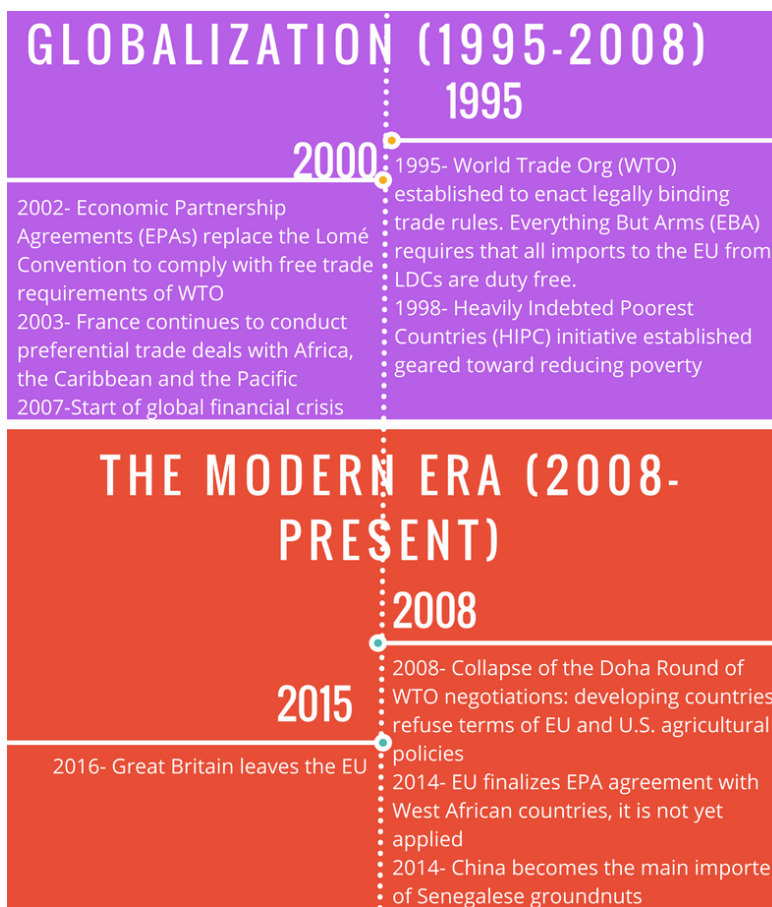 GLOBALIZATION (1995-2008)
1995
1995- World Trade Org (WTO)
established to enact legally binding
trade rules. Everything But Arms (EBA)
requires that all imports to the EU from
LDCs are duty free.
1998- Heavily Indebted Poorest
Countries (HIPC) initiative established
geared toward reducing poverty
2000
2002- Economic Partnership
Agreements (EPAs) replace the Lomé
Convention to comply with free trade
requirements of WTO
2003- France continues to conduct
preferential trade deals with Africa,
the Caribbean and the Pacific
2007-Start of global financial crisis
THE MODERN ERA (2008-
PRESENT)
2008
2008- Collapse of the Doha Round of
WTO negotiations: developing countries
refuse terms of EU and U.S. agricultural
policies
2014- EU finalizes EPA agreement with
West African countries, it is not yet
applied
2014- China becomes the main importe
of Senegalese groundnuts
2015
2016- Great Britain leaves the EU